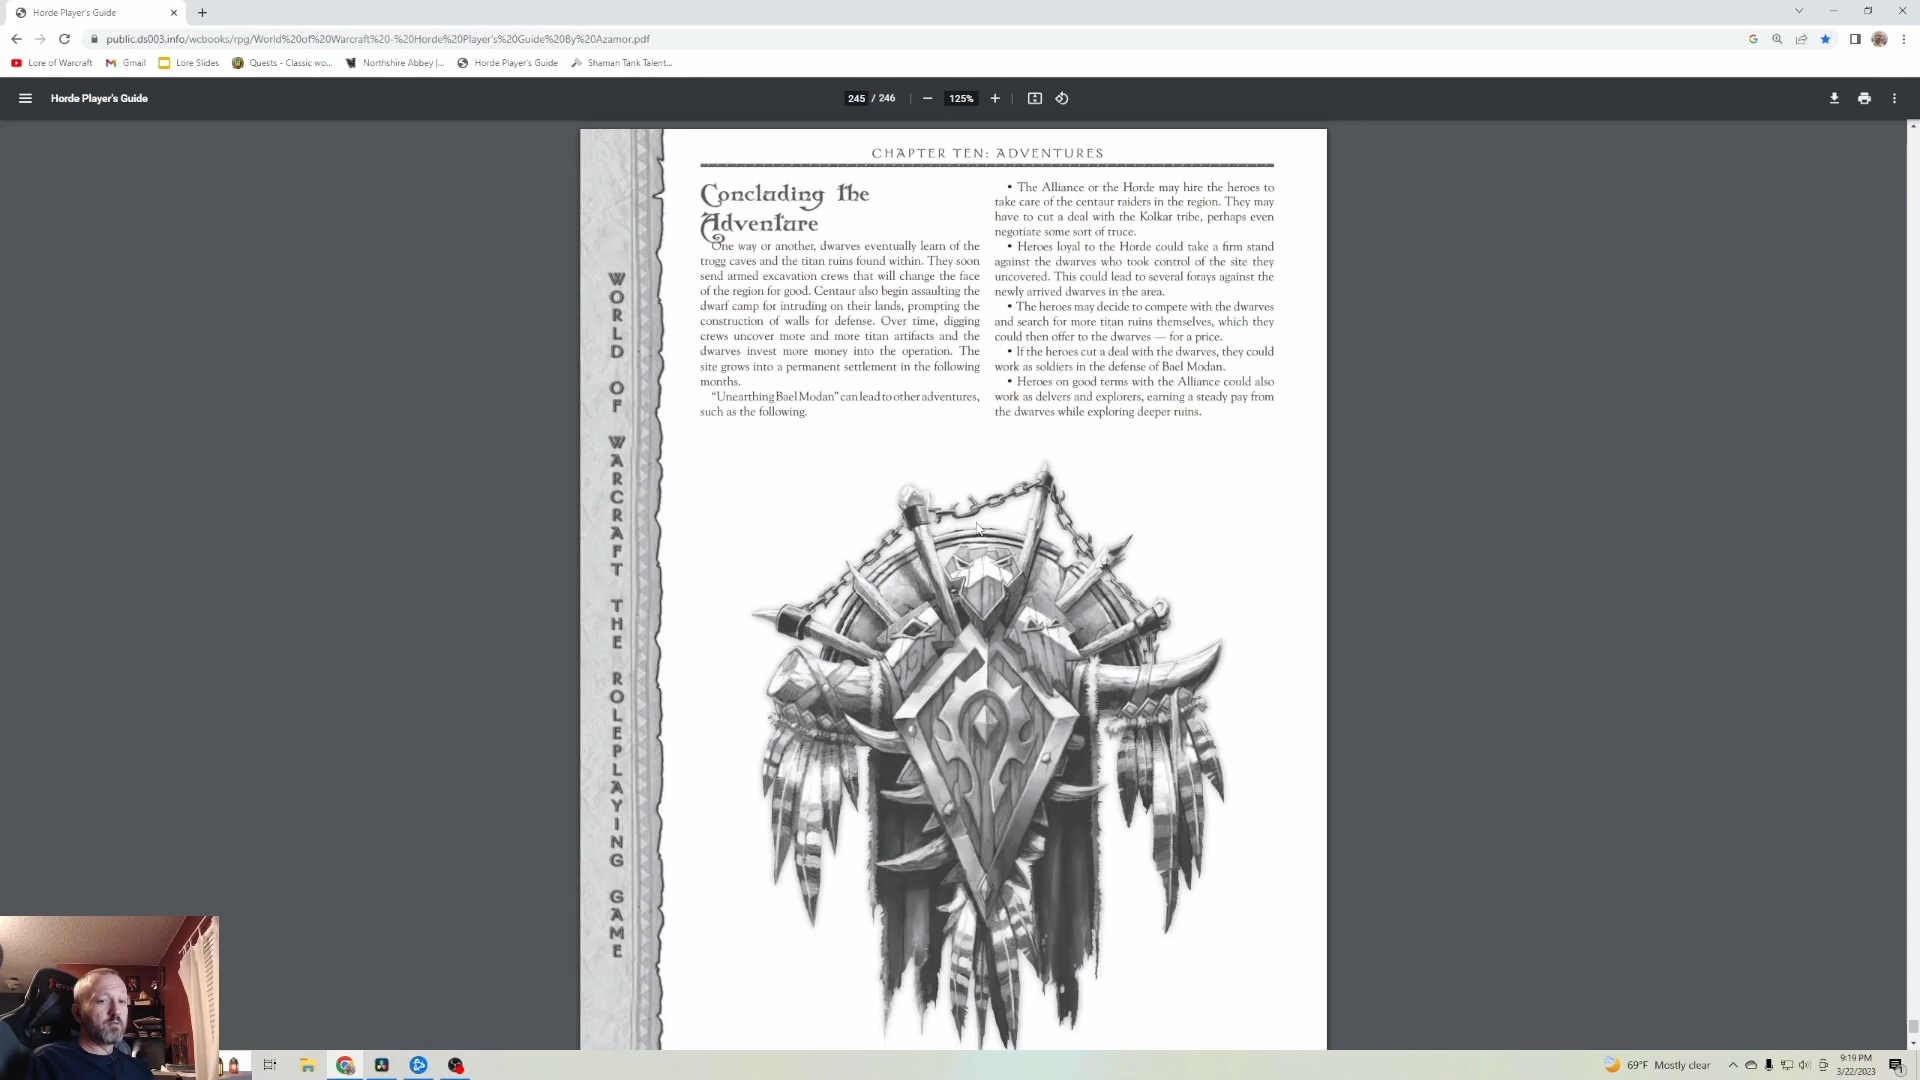 Horde Player's Guide
public.ds003.info/wcbooks/rpg/World%20of%20Warcraft%20-%20Horde%20Player's%20Guide%20By%20Azamor.pdf
Lore of Warcraft
Gmail
Lore Slides
Quests - Classic wo...
Northshire Abbey |...
Horde Player's Guide
Shaman Tank Talent...
Horde Player's Guide
245 / 246
125%
CHAPTER TEN: ADVENTURES
Concluding the
Adventure
One way or another, dwarves eventually learn of the
trogg caves and the titan ruins found within. They soon
send armed excavation crews that will change the face
of the region for good. Centaur also begin assaulting the
dwarf camp for intruding on their lands, prompting the
construction of walls for defense. Over time, digging
crews uncover more and more titan artifacts and the
dwarves invest more money into the operation. The
site grows into a permanent settlement in the following
months.
“Unearthing Bael Modan” can lead to other adventures,
such as the following.
• The Alliance or the Horde may hire the heroes to
take care of the centaur raiders in the region. They may
have to cut a deal with the Kolkar tribe, perhaps even
negotiate some sort of truce.
• Heroes loyal to the Horde could take a firm stand
against the dwarves who took control of the site they
uncovered. This could lead to several forays against the
newly arrived dwarves in the area.
• The heroes may decide to compete with the dwarves
and search for more titan ruins themselves, which they
could then offer to the dwarves — for a price.
• If the heroes cut a deal with the dwarves, they could
work as soldiers in the defense of Bael Modan.
• Heroes on good terms with the Alliance could also
work as delvers and explorers, earning a steady pay from
the dwarves while exploring deeper ruins.
WORLD OF WARCRAFT THE ROLEPLAYING GAME
69°F Mostly clear
9:19 PM
3/22/2023